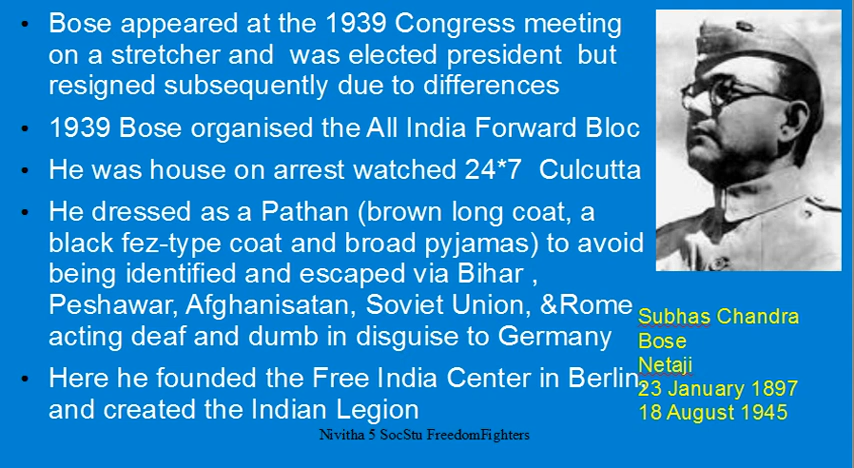 • Bose appeared at the 1939 Congress meeting
on a stretcher and was elected president but
resigned subsequently due to differences
• 1939 Bose organised the All India Forward Bloc
• He was house on arrest watched 24*7 Culcutta
• He dressed as a Pathan (brown long coat, a
black fez-type coat and broad pyjamas) to avoid
being identified and escaped via Bihar ,
Peshawar, Afghanisatan, Soviet Union, &Rome
acting deaf and dumb in disguise to Germany
• Here he founded the Free India Center in Berlin,
and created the Indian Legion
Subhas Chandra
Bose
Netaji
23 January 1897
18 August 1945
Nivitha 5 SocStu FreedomFighters